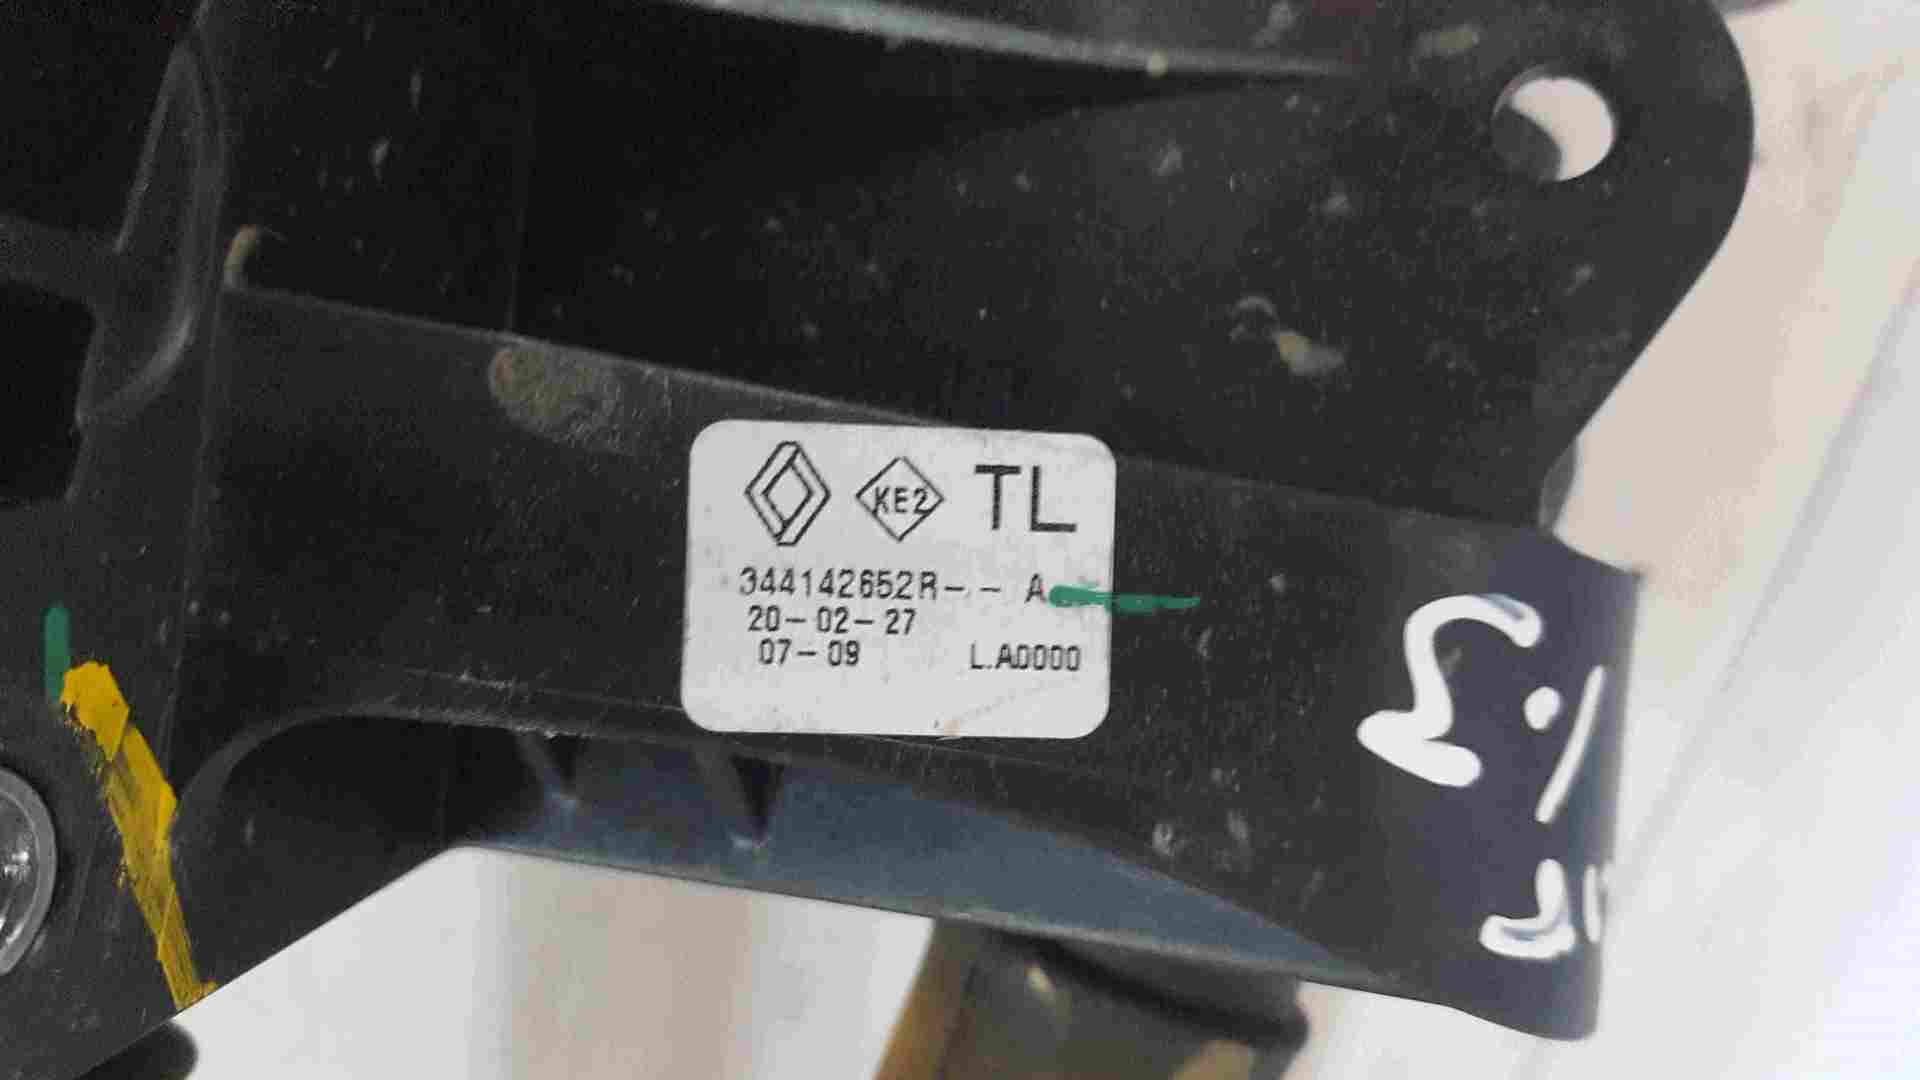 KE2 TL
344142652R-- A
20-02-27
07-09 L.A0000